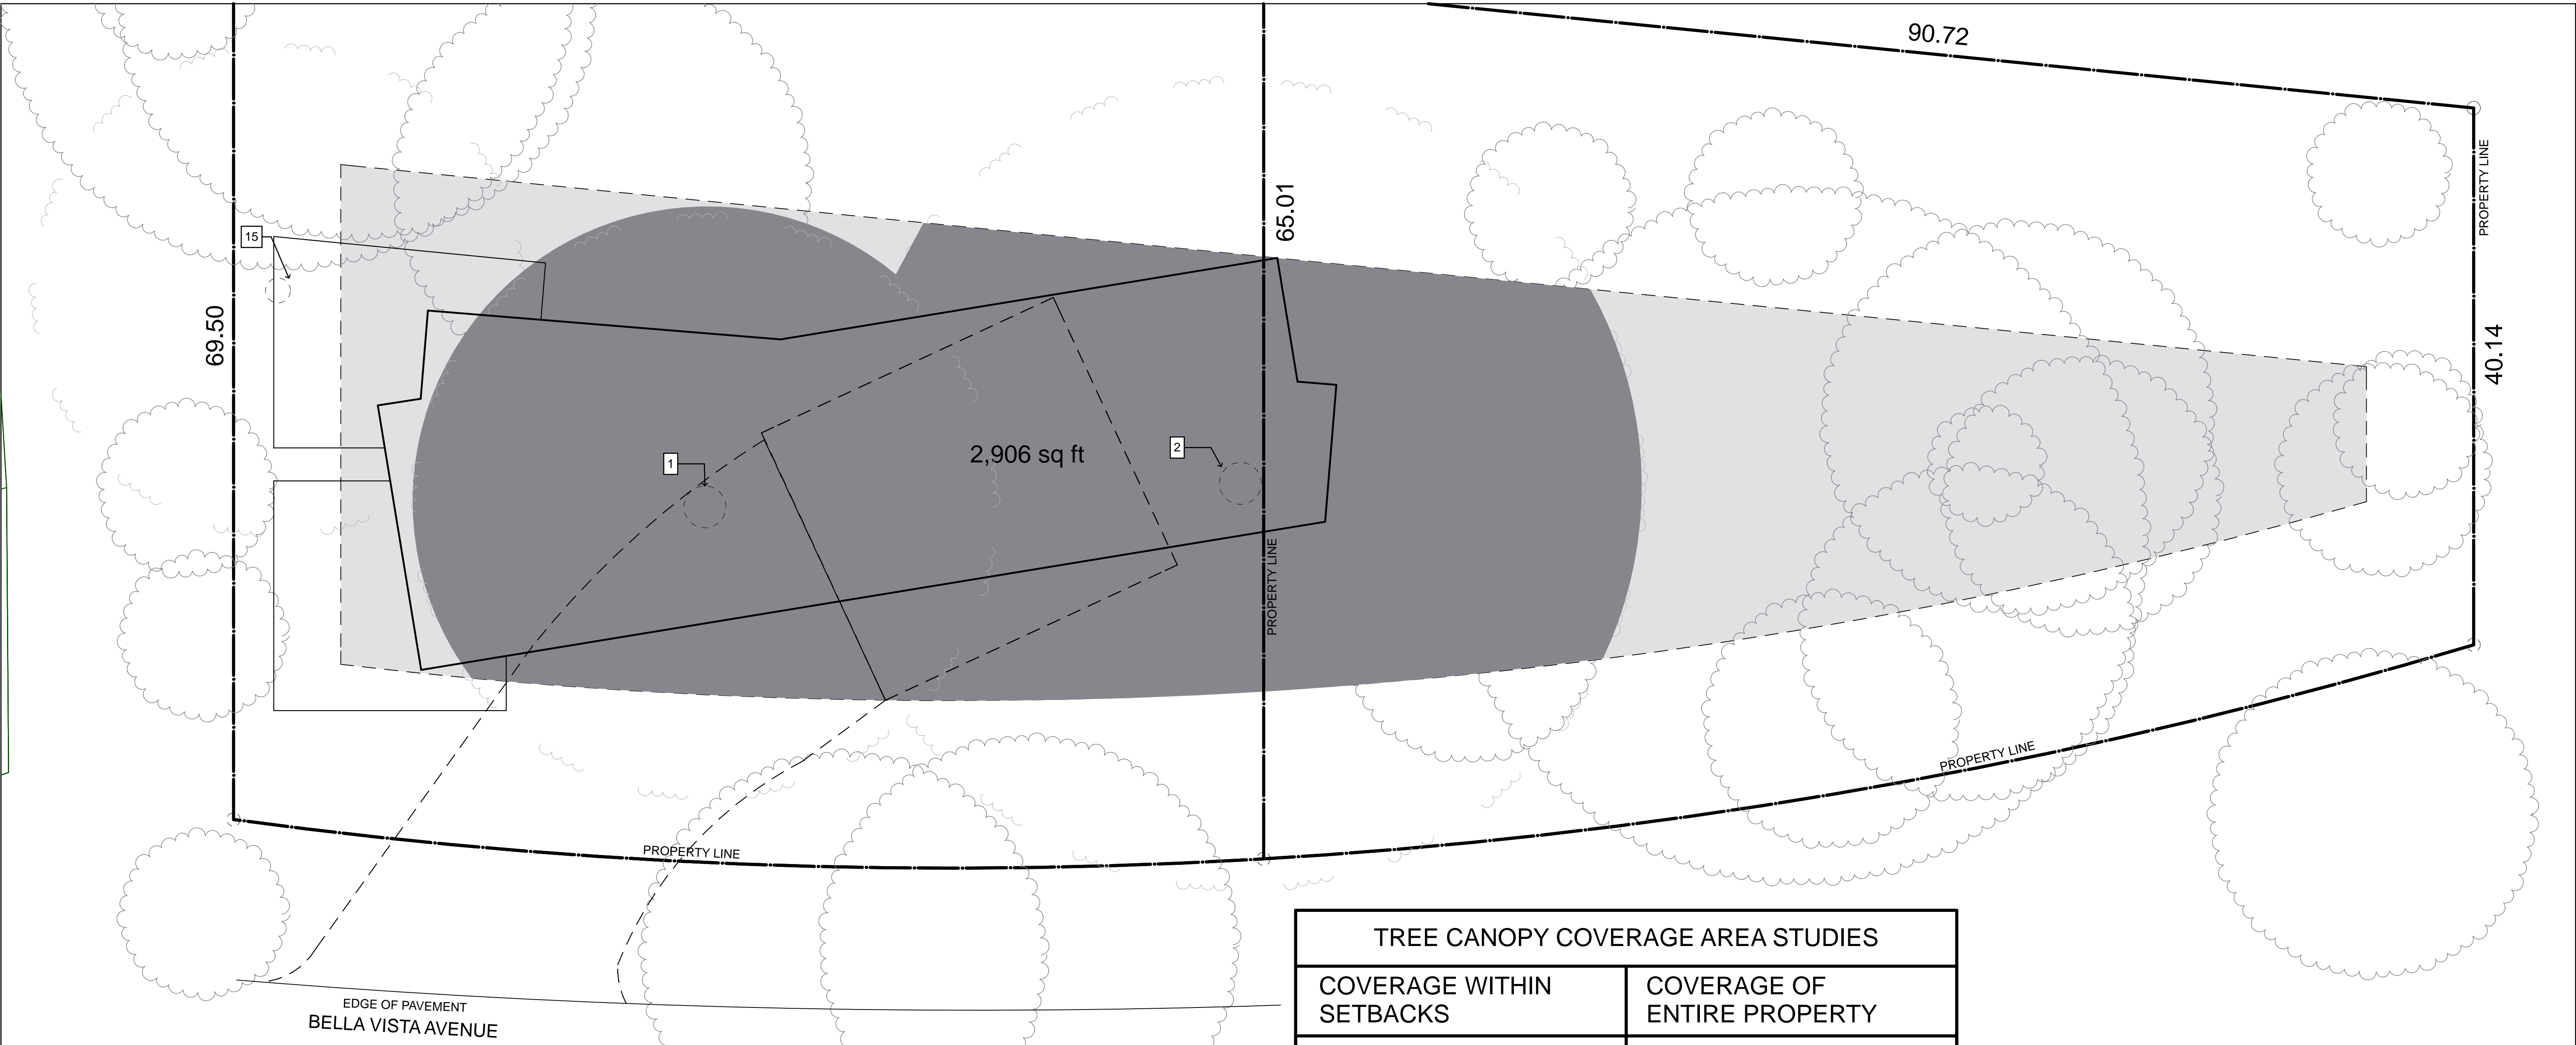 90.72
PROPERTY LINE
65.01
15
69.50
40.14
1
2
2,906 sq ft
PROPERTY LINE
PROPERTY LINE
PROPERTY LINE
TREE CANOPY COVERAGE AREA STUDIES
COVERAGE WITHIN
SETBACKS
COVERAGE OF
ENTIRE PROPERTY
EDGE OF PAVEMENT
BELLA VISTA AVENUE